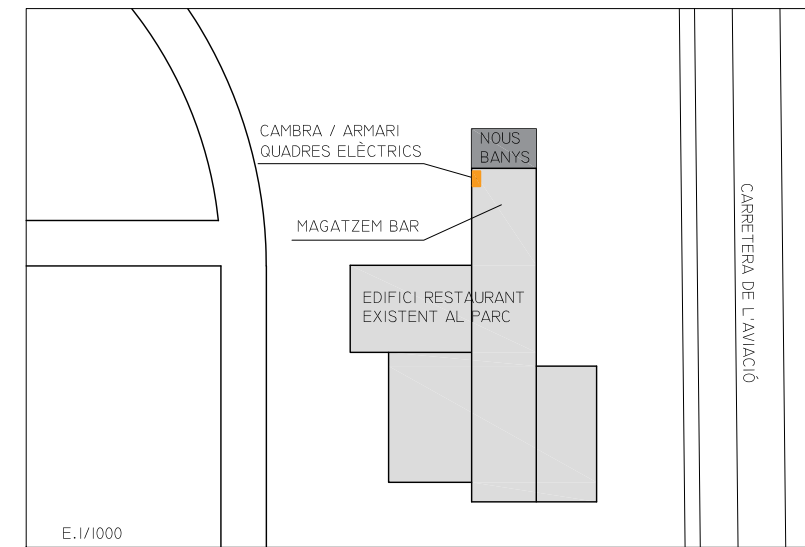 CAMBRA / ARMARI
QUADRES ELÈCTRICS
NOUS
BANYS
MAGATZEM BAR
EDIFICI RESTAURANT
EXISTENT AL PARC
CARRETERA DE L'AVIACIÓ
E.1/1000